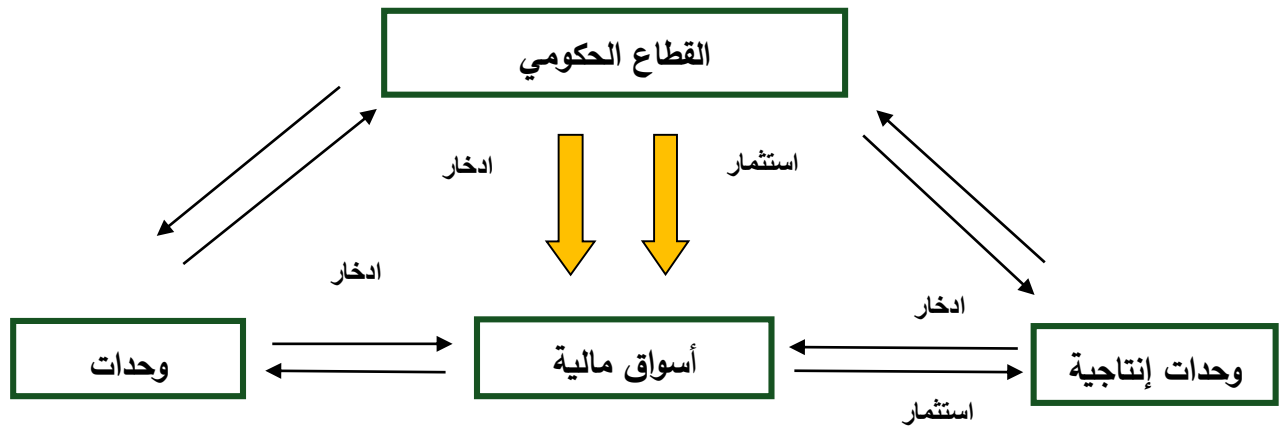 القطاع الحكومي
استثمار
ادخار
ادخار
ادخار
وحدات إنتاجية
أسواق مالية
وحدات
استثمار